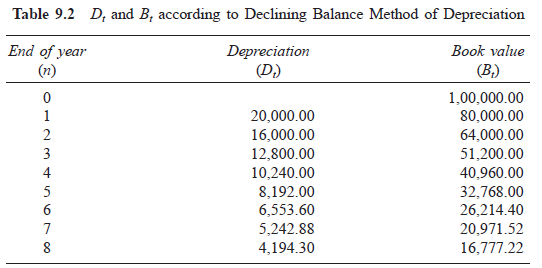 Table 9.2 Dt and Bt according to Declining Balance Method of Depreciation
End of year Depreciation Book value
(n) (Dt) (Bt)
0 1,00,000.00
1 20,000.00 80,000.00
2 16,000.00 64,000.00
3 12,800.00 51,200.00
4 10,240.00 40,960.00
5 8,192.00 32,768.00
6 6,553.60 26,214.40
7 5,242.88 20,971.52
8 4,194.30 16,777.22